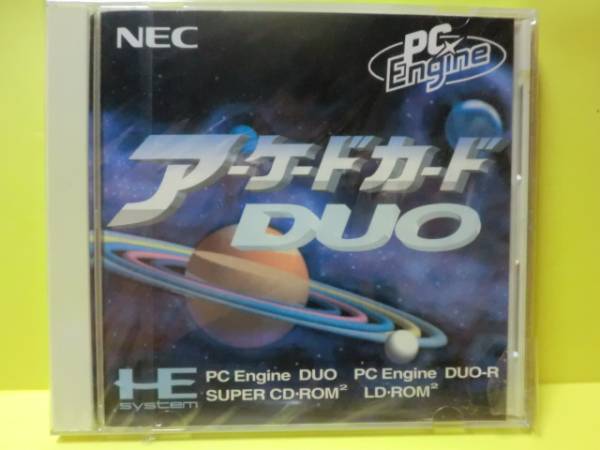 NEC
PC Engine
アーケードカード
DUO
HE system
PC Engine DUO PC Engine DUO-R
SUPER CD・ROM² LD・ROM²